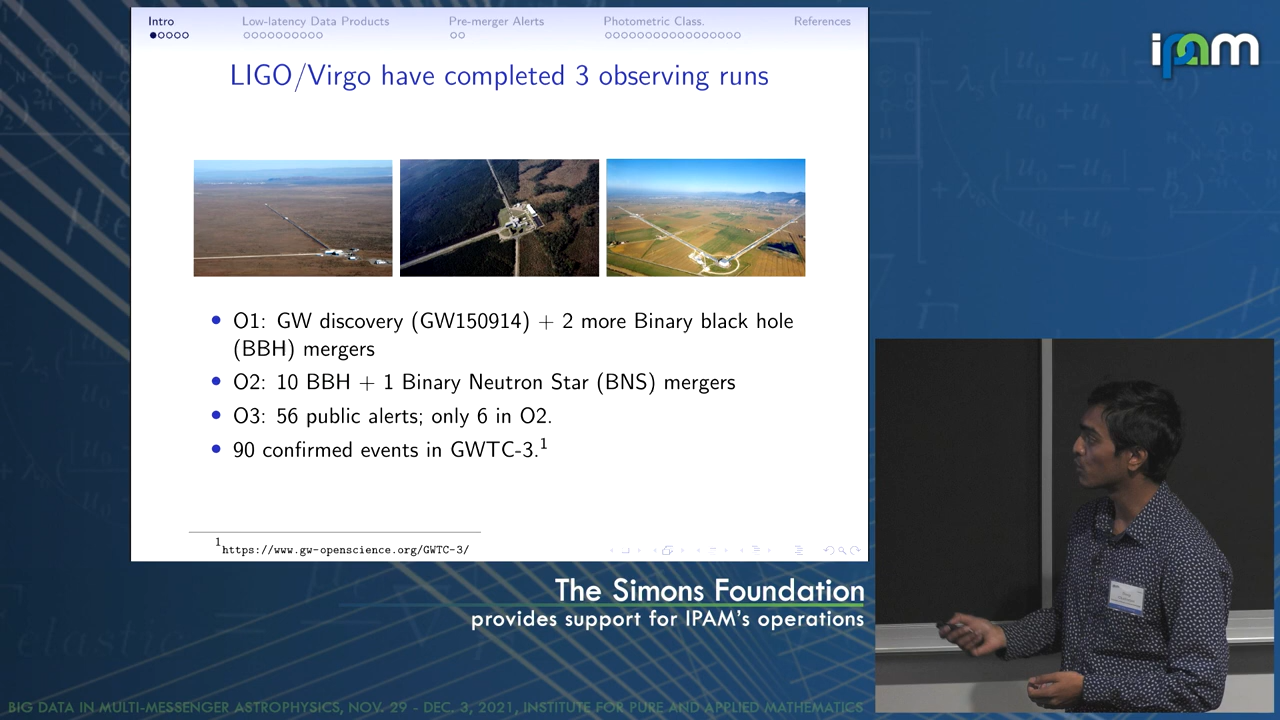 Intro
Low-latency Data Products
Pre-merger Alerts
Photometric Class.
References
ipam
LIGO/Virgo have completed 3 observing runs
• O1: GW discovery (GW150914) + 2 more Binary black hole
(BBH) mergers
• O2: 10 BBH + 1 Binary Neutron Star (BNS) mergers
• O3: 56 public alerts; only 6 in O2.
• 90 confirmed events in GWTC-3.¹
¹https://www.gw-openscience.org/GWTC-3/
The Simons Foundation
provides support for IPAM's operations
elastic
BIG DATA IN MULTI-MESSENGER ASTROPHYSICS, NOV. 29 - DEC. 3, 2021, INSTITUTE FOR PURE AND APPLIED MATHEMATICS